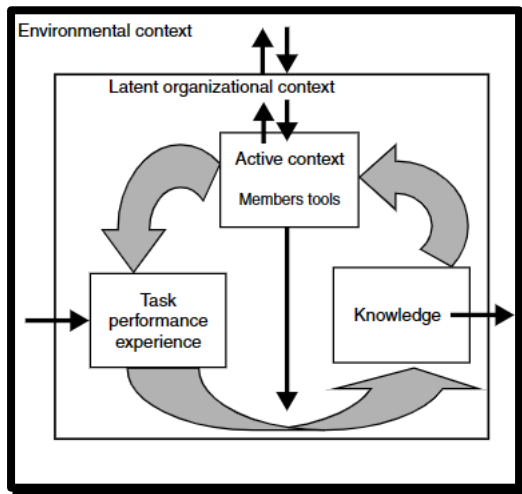 Environmental context
Latent organizational context
Active context
Members tools
Task
performance
experience
Knowledge